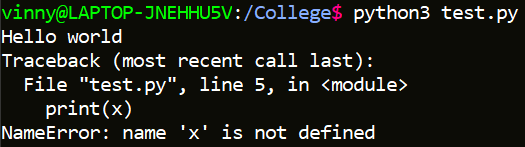 vinny@LAPTOP-JNEHHU5V:/College$ python3 test.py
Hello world
Traceback (most recent call last):
  File "test.py", line 5, in <module>
    print(x)
NameError: name 'x' is not defined